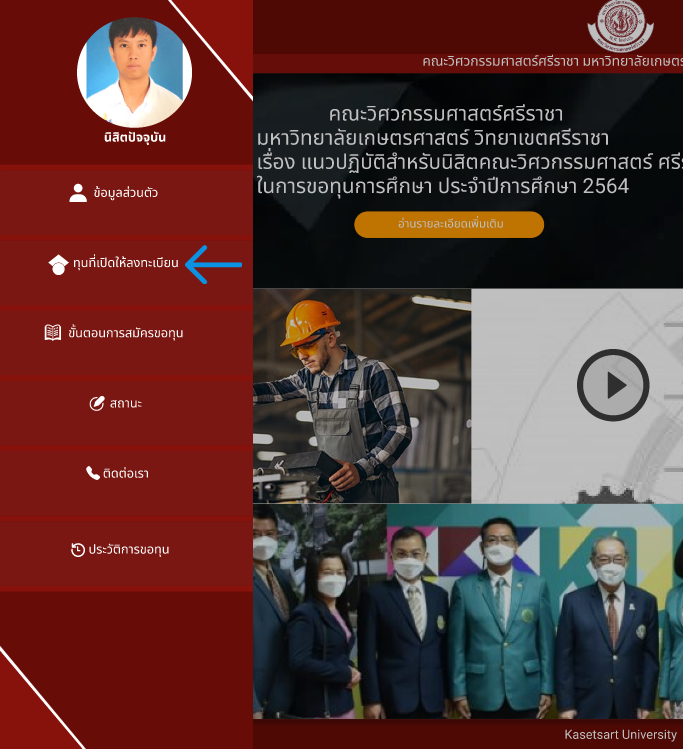 นิสิตปัจจุบัน
ข้อมูลส่วนตัว
ทุนที่เปิดให้ลงทะเบียน
ขั้นตอนการสมัครขอทุน
สถานะ
ติดต่อเรา
ประวัติการขอทุน
คณะวิศวกรรมศาสตร์ศรีราชา มหาวิทยาลัยเกษตร
คณะวิศวกรรมศาสตร์ศรีราชา
มหาวิทยาลัยเกษตรศาสตร์ วิทยาเขตศรีราชา
เรื่อง แนวปฏิบัติสำหรับนิสิตคณะวิศวกรรมศาสตร์ ศรี
ในการขอทุนการศึกษา ประจำปีการศึกษา 2564
อ่านรายละเอียดเพิ่มเติม
Kasetsart University